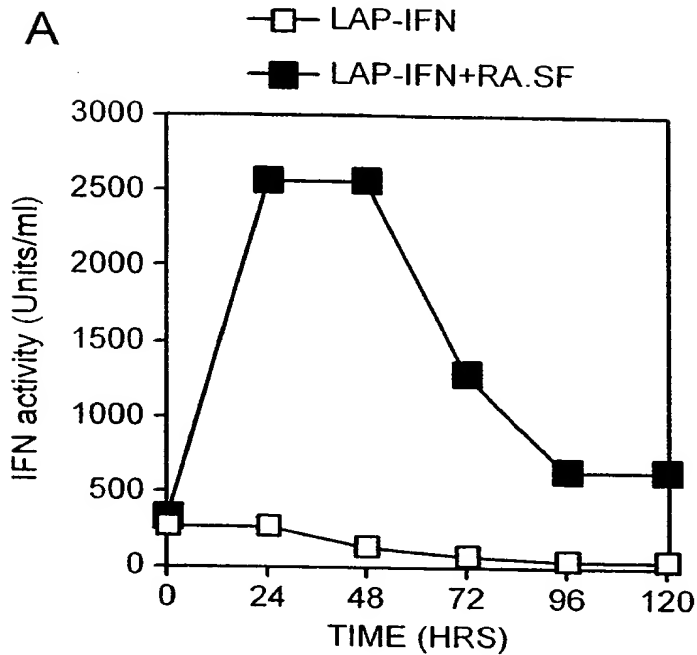 A
LAP-IFN
LAP-IFN+RA.SF
3000
2500
2000
1500
1000
500
0
IFN activity (Units/ml)
0 24 48 72 96 120
TIME (HRS)